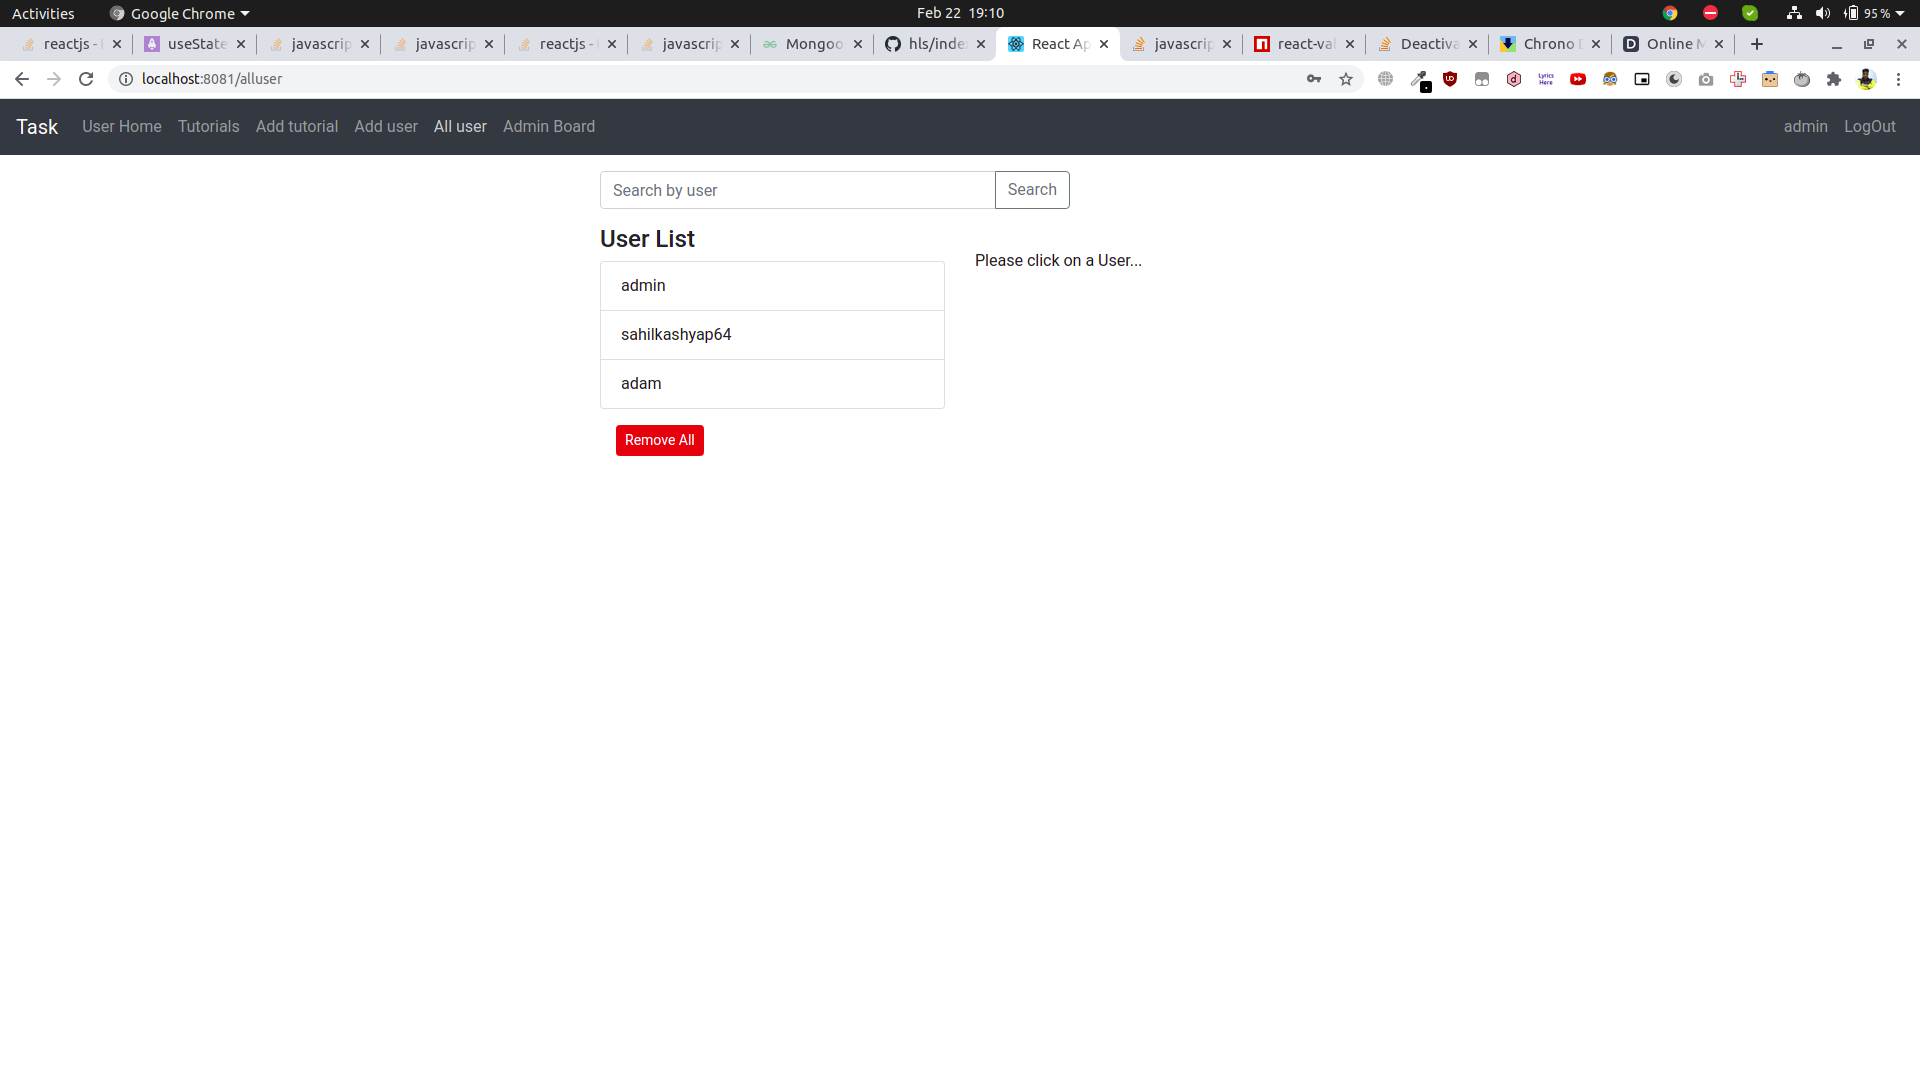 Activities Google Chrome Feb 22 19:10 95 %
reactjs - useState javascrip javascrip reactjs - javascrip Mongoo hls/inde React Ap javascrip react-val Deactiva Chrono Online M
localhost:8081/alluser
Task User Home Tutorials Add tutorial Add user All user Admin Board admin LogOut
Search by user Search
User List
Please click on a User...
admin
sahilkashyap64
adam
Remove All